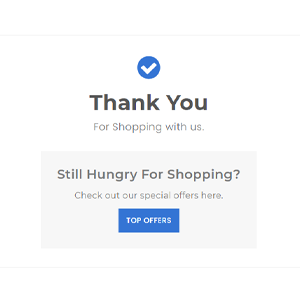 Thank You
For Shopping with us.
Still Hungry For Shopping?
Check out our special offers here.
TOP OFFERS